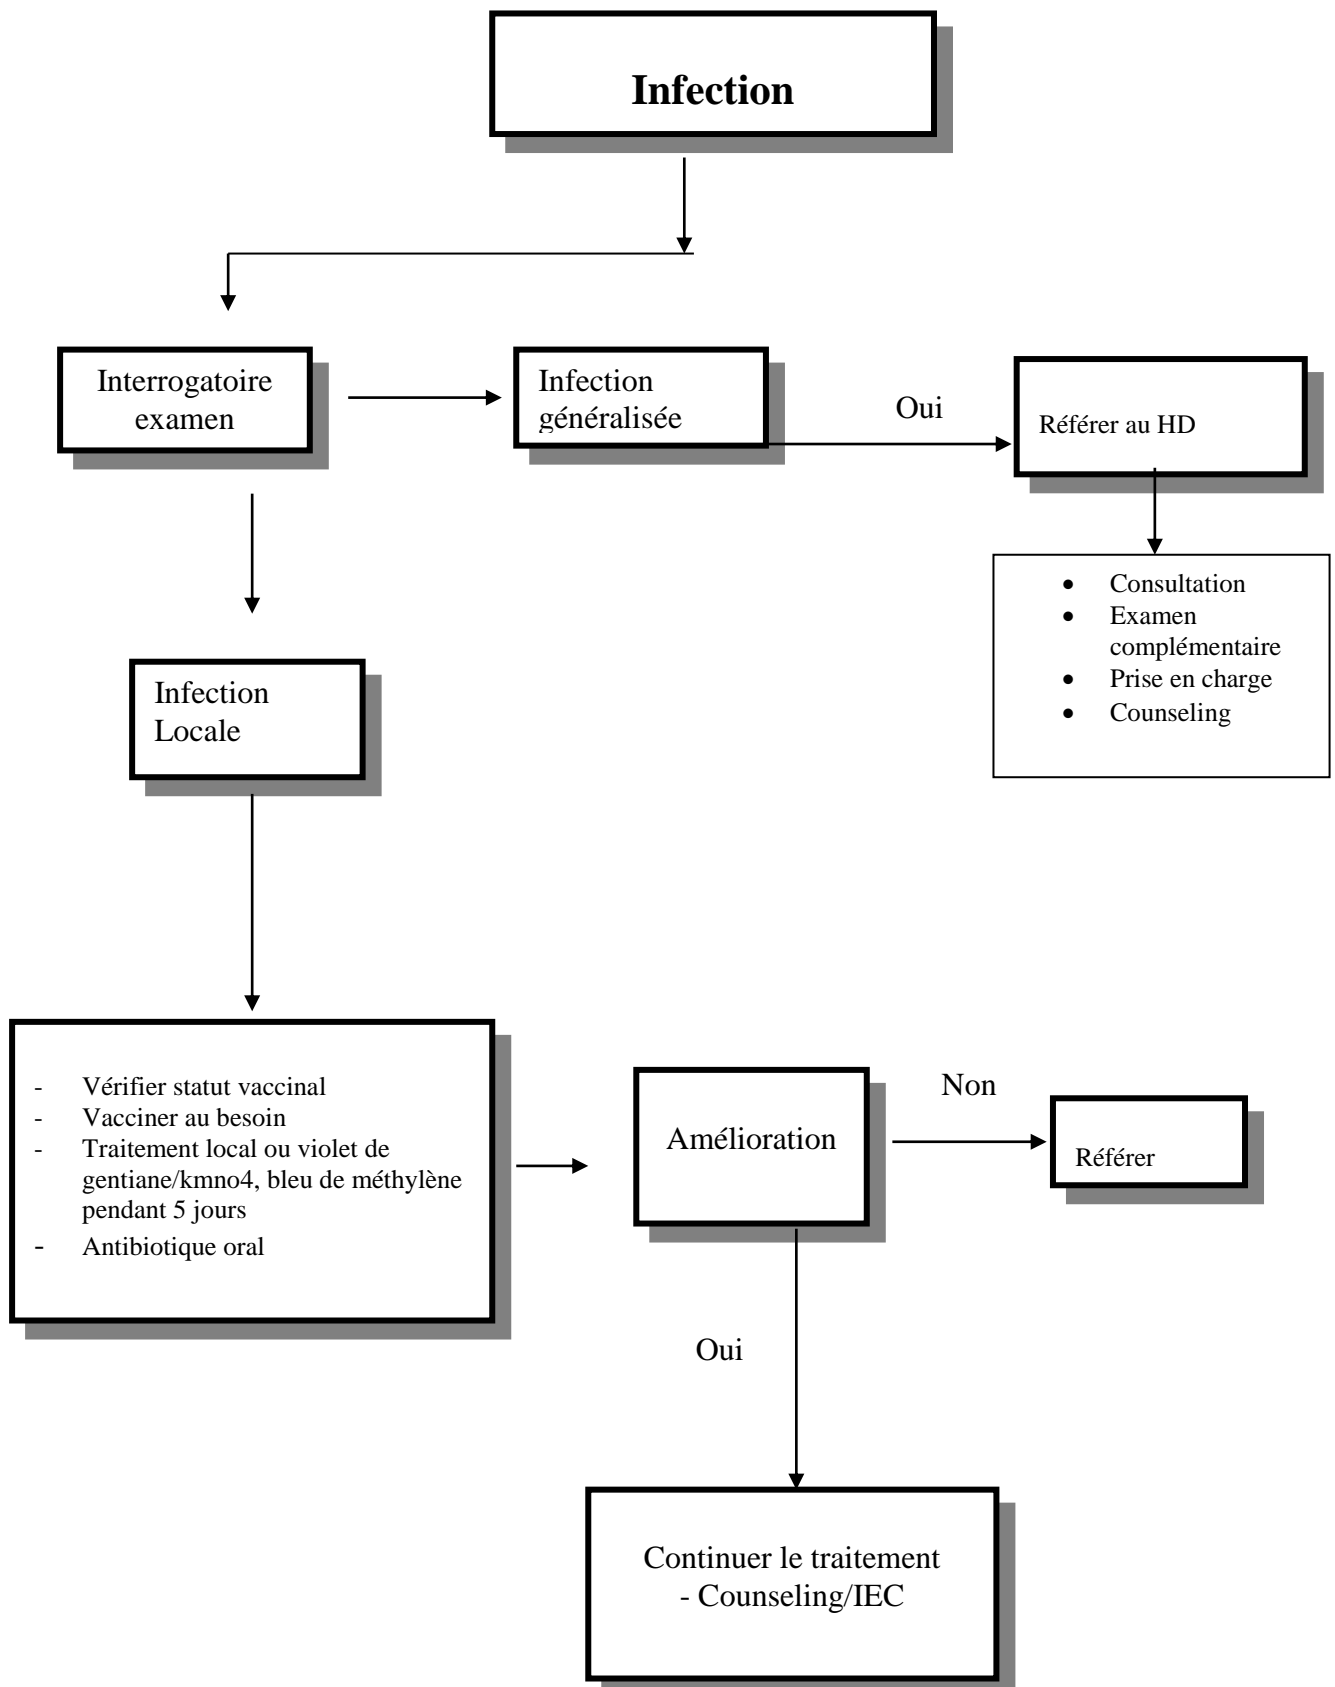 Infection
Interrogatoire
examen
Infection
généralisée
Oui
Référer au HD
• Consultation
• Examen
complémentaire
• Prise en charge
• Counseling
Infection
Locale
- Vérifier statut vaccinal
- Vacciner au besoin
- Traitement local ou violet de
gentiane/kmno4, bleu de méthylène
pendant 5 jours
- Antibiotique oral
Amélioration
Non
Référer
Oui
Continuer le traitement
- Counseling/IEC